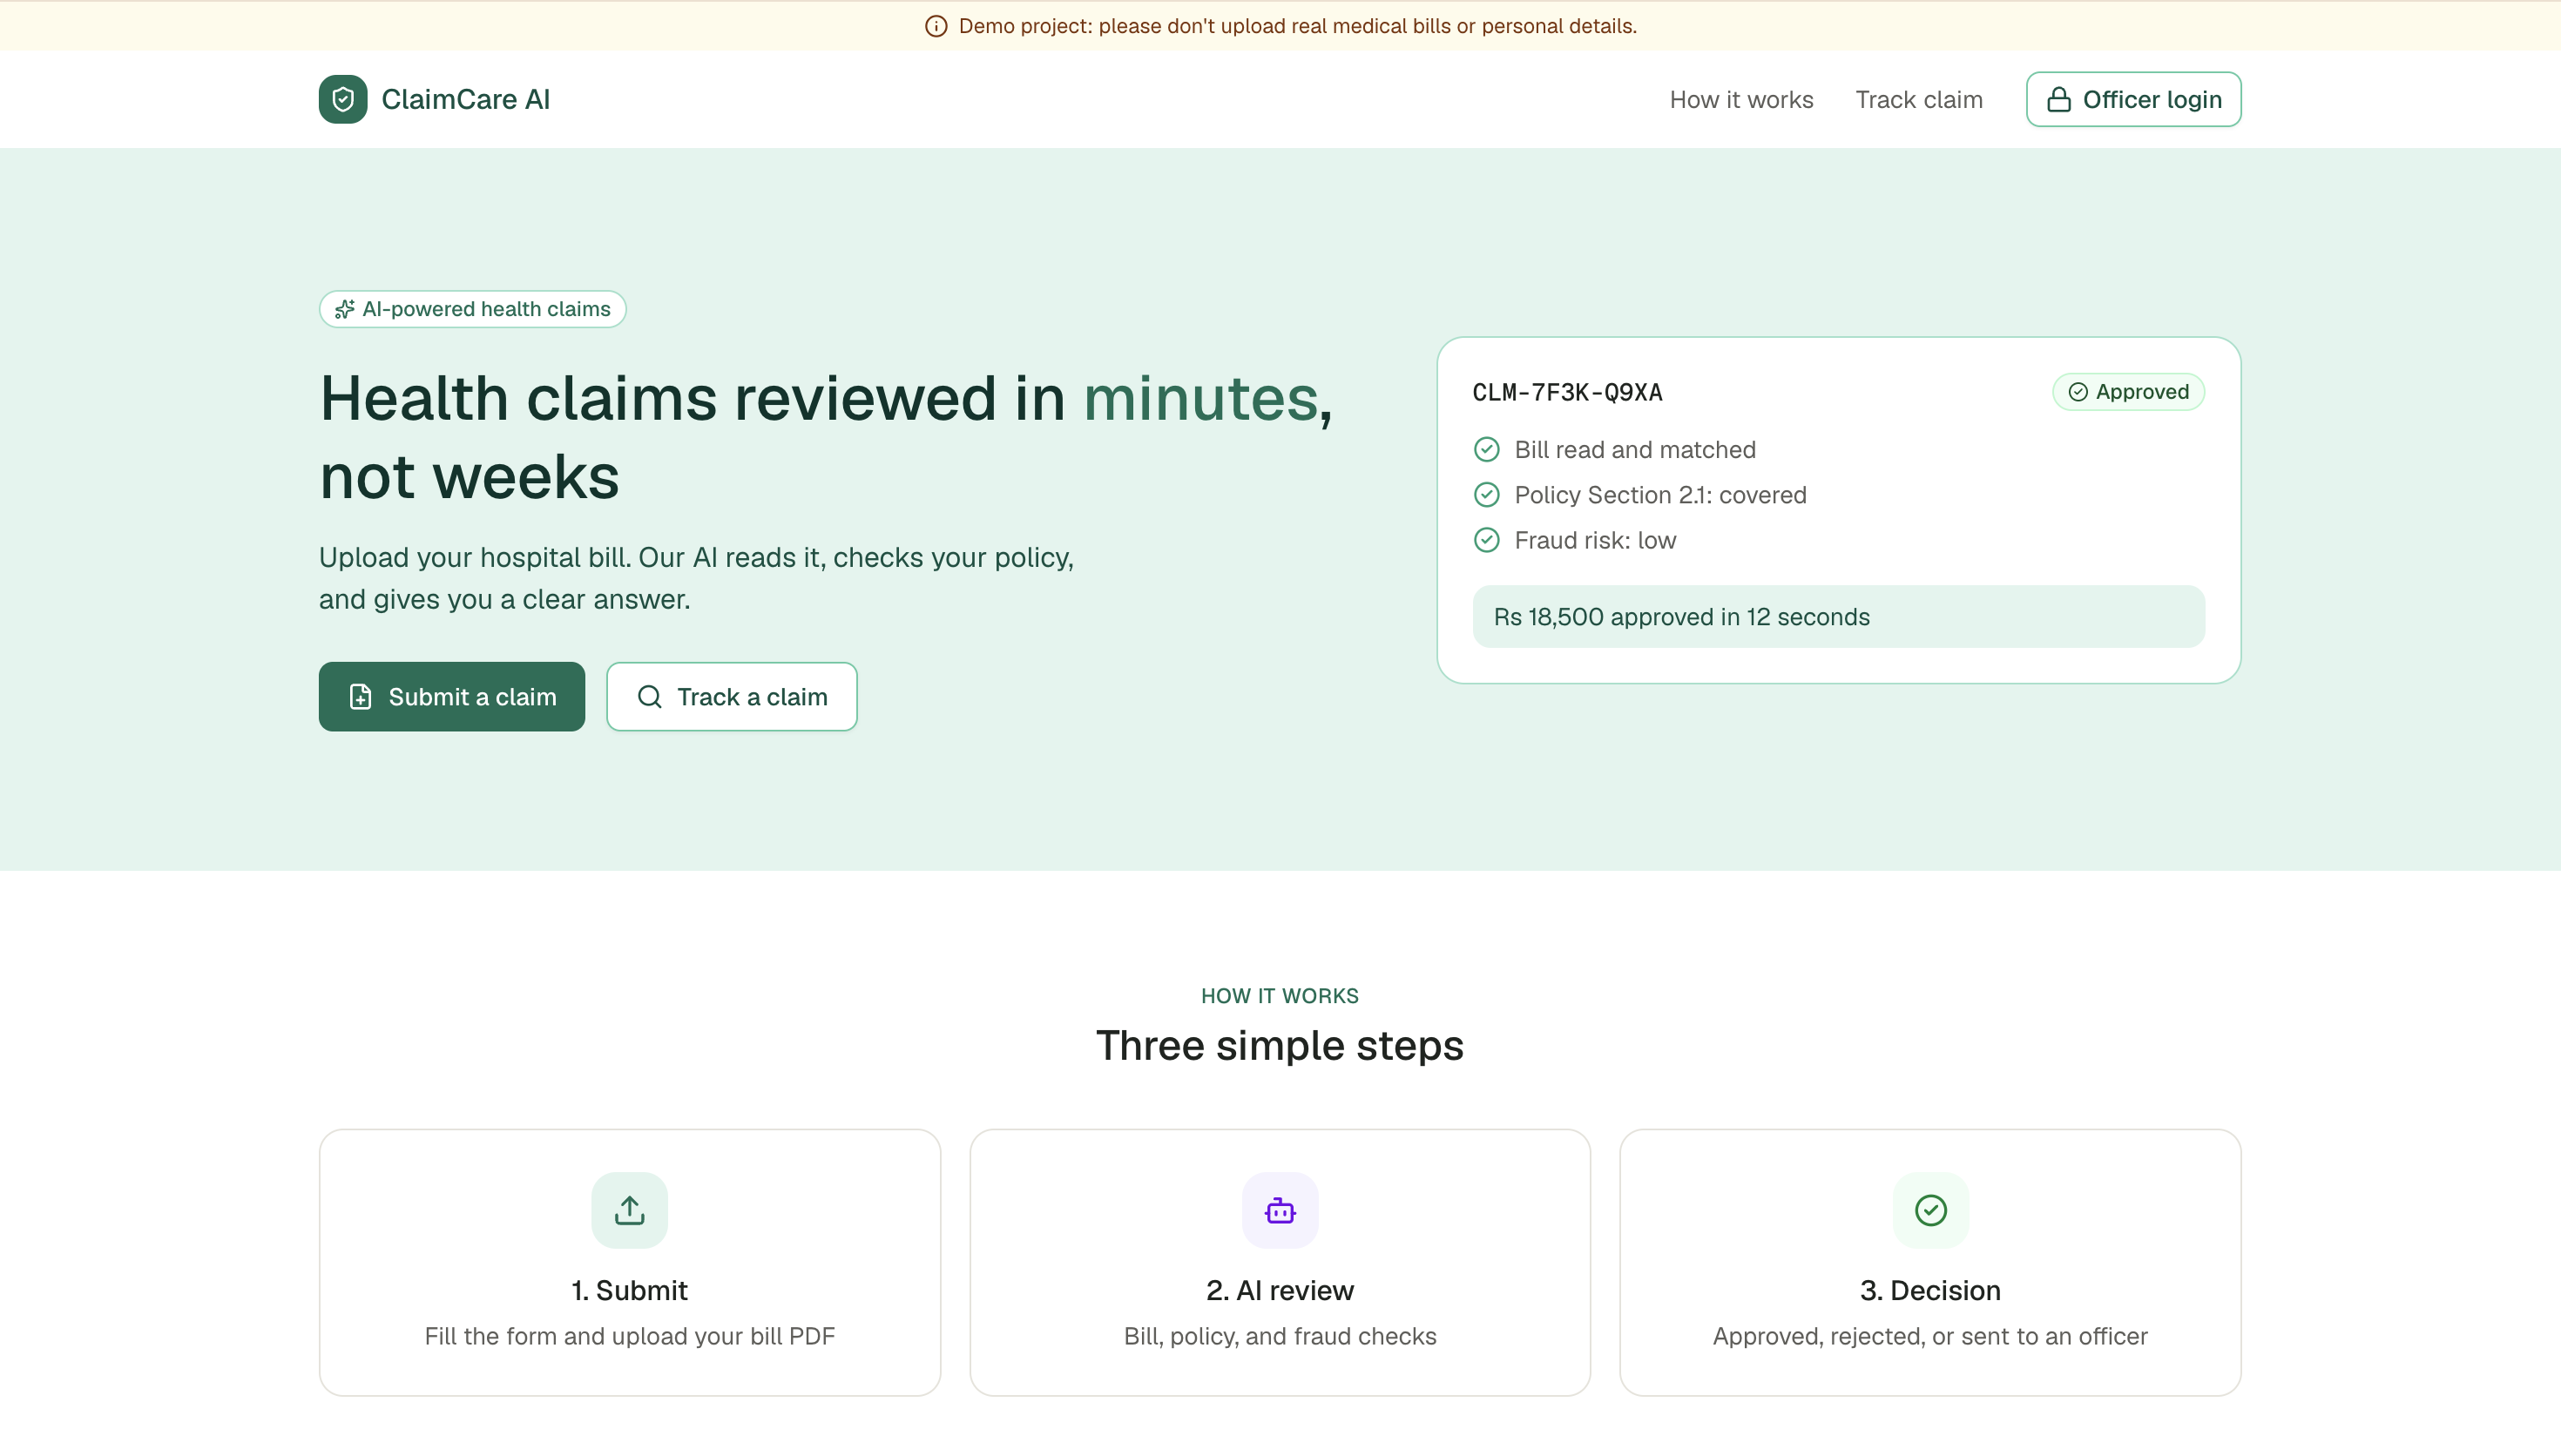 Demo project: please don't upload real medical bills or personal details.
ClaimCare AI
How it works
Track claim
Officer login
AI-powered health claims
Health claims reviewed in minutes,
not weeks
Upload your hospital bill. Our AI reads it, checks your policy,
and gives you a clear answer.
Submit a claim
Track a claim
CLM-7F3K-Q9XA
Approved
Bill read and matched
Policy Section 2.1: covered
Fraud risk: low
Rs 18,500 approved in 12 seconds
HOW IT WORKS
Three simple steps
1. Submit
Fill the form and upload your bill PDF
2. AI review
Bill, policy, and fraud checks
3. Decision
Approved, rejected, or sent to an officer